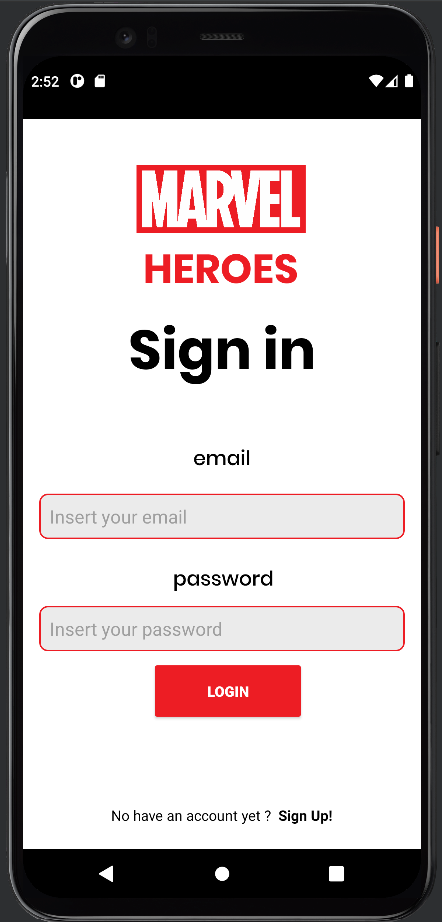 2:52
MARVEL
HEROES
Sign in
email
Insert your email
password
Insert your password
LOGIN
No have an account yet ? Sign Up!